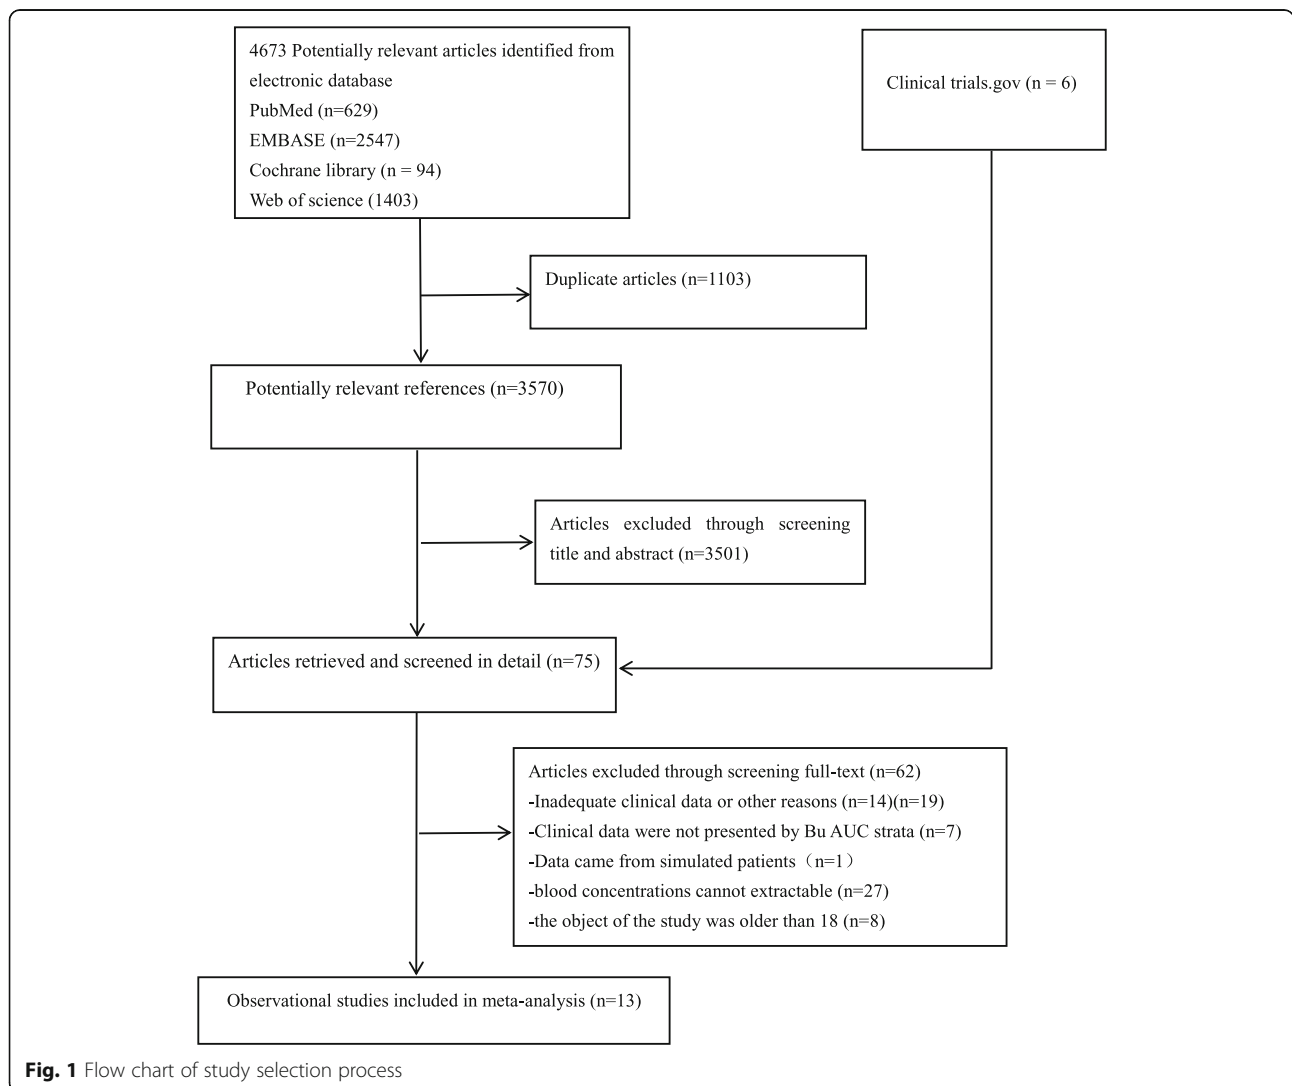 4673 Potentially relevant articles identified from
electronic database
PubMed (n=629)
EMBASE (n=2547)
Cochrane library (n = 94)
Web of science (1403)
Clinical trials.gov (n = 6)
Duplicate articles (n=1103)
Potentially relevant references (n=3570)
Articles excluded through screening
title and abstract (n=3501)
Articles retrieved and screened in detail (n=75)
Articles excluded through screening full-text (n=62)
-Inadequate clinical data or other reasons (n=14)(n=19)
-Clinical data were not presented by Bu AUC strata (n=7)
-Data came from simulated patients（n=1）
-blood concentrations cannot extractable (n=27)
-the object of the study was older than 18 (n=8)
Observational studies included in meta-analysis (n=13)
Fig. 1 Flow chart of study selection process